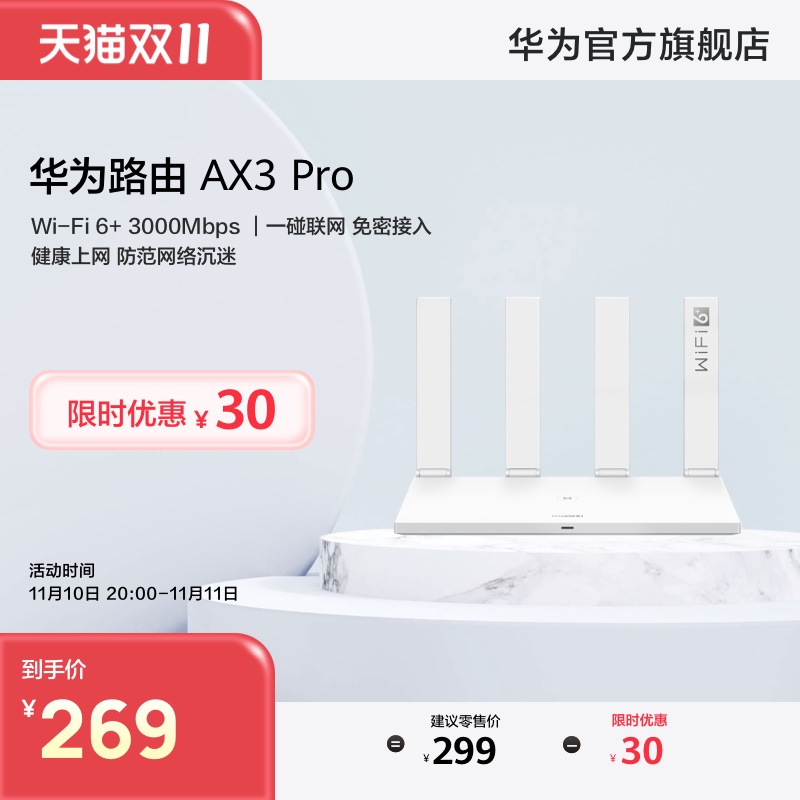 天猫双11
华为官方旗舰店
华为路由 AX3 Pro
Wi-Fi 6+ 3000Mbps ｜一碰联网 免密接入
健康上网 防范网络沉迷
WiFi 6+
限时优惠 ¥ 30
HUAWEI
活动时间
11月10日 20:00-11月11日
到手价
¥269
=
建议零售价
¥299
-
限时优惠
¥30